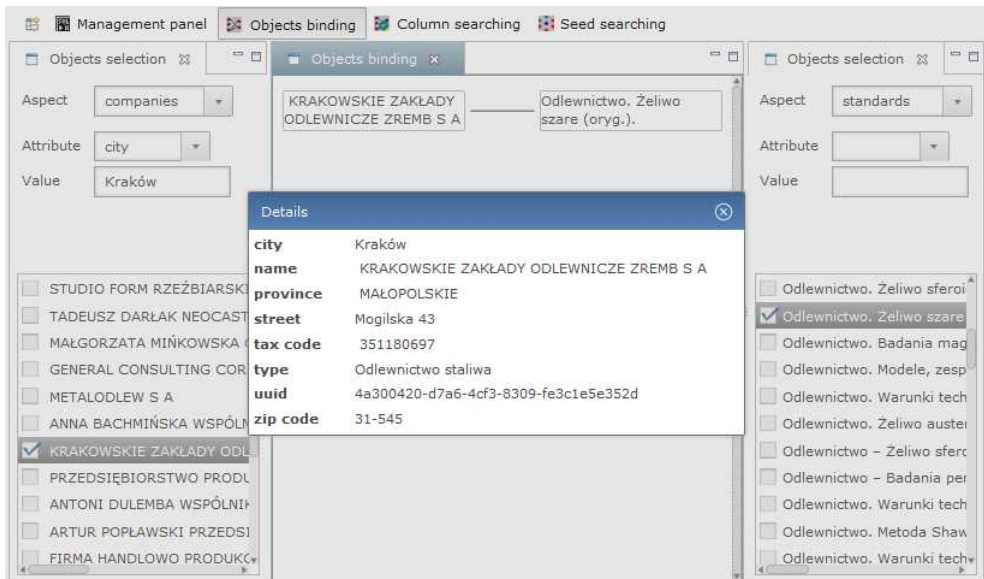 Management panel Objects binding Column searching Seed searching
Objects selection
Aspect companies
Attribute city
Value Kraków
STUDIO FORM RZEŹBIARSK
TADEUSZ DARŁAK NEOCAST
MAŁGORZATA MIŃKOWSKA
GENERAL CONSULTING COR
METALODLEW S A
ANNA BACHMIŃSKA WSPÓLN
KRAKOWSKIE ZAKŁADY ODL
PRZEDSIĘBIORSTWO PRODU
ANTONI DULEMBA WSPÓLNIK
ARTUR POPŁAWSKI PRZEDSI
FIRMA HANDLOWO PRODUKC
Objects binding
KRAKOWSKIE ZAKŁADY
ODLEWNICZE ZREMB S A
Odlewnictwo. Żeliwo
szare (oryg.).
Details
city Kraków
name KRAKOWSKIE ZAKŁADY ODLEWNICZE ZREMB S A
province MAŁOPOLSKIE
street Mogilska 43
tax code 351180697
type Odlewnictwo staliwa
uuid 4a300420-d7a6-4cf3-8309-fe3c1e5e352d
zip code 31-545
Objects selection
Aspect standards
Attribute
Value
Odlewnictwo. Żeliwo sferoi
Odlewnictwo. Żeliwo szare
Odlewnictwo. Badania mag
Odlewnictwo. Modele, zesp
Odlewnictwo. Warunki tech
Odlewnictwo. Żeliwo auster
Odlewnictwo – Żeliwo sfero
Odlewnictwo – Badania per
Odlewnictwo. Warunki tech
Odlewnictwo. Metoda Shaw
Odlewnictwo. Warunki tech